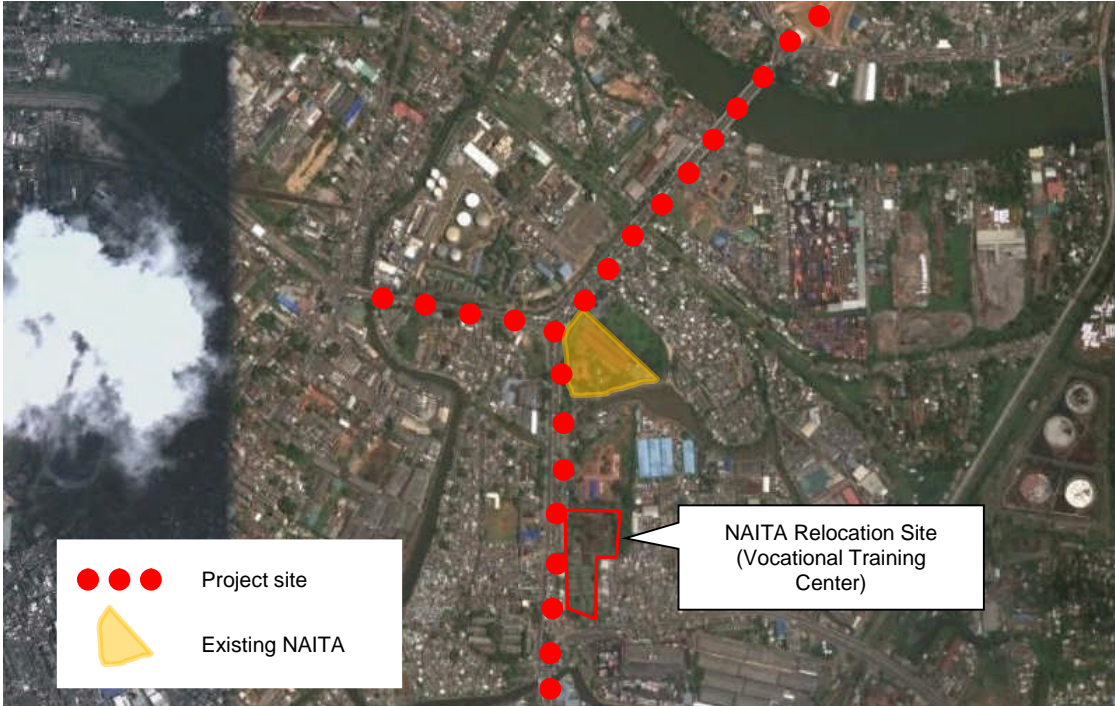 NAITA Relocation Site
(Vocational Training
Center)
Project site
Existing NAITA